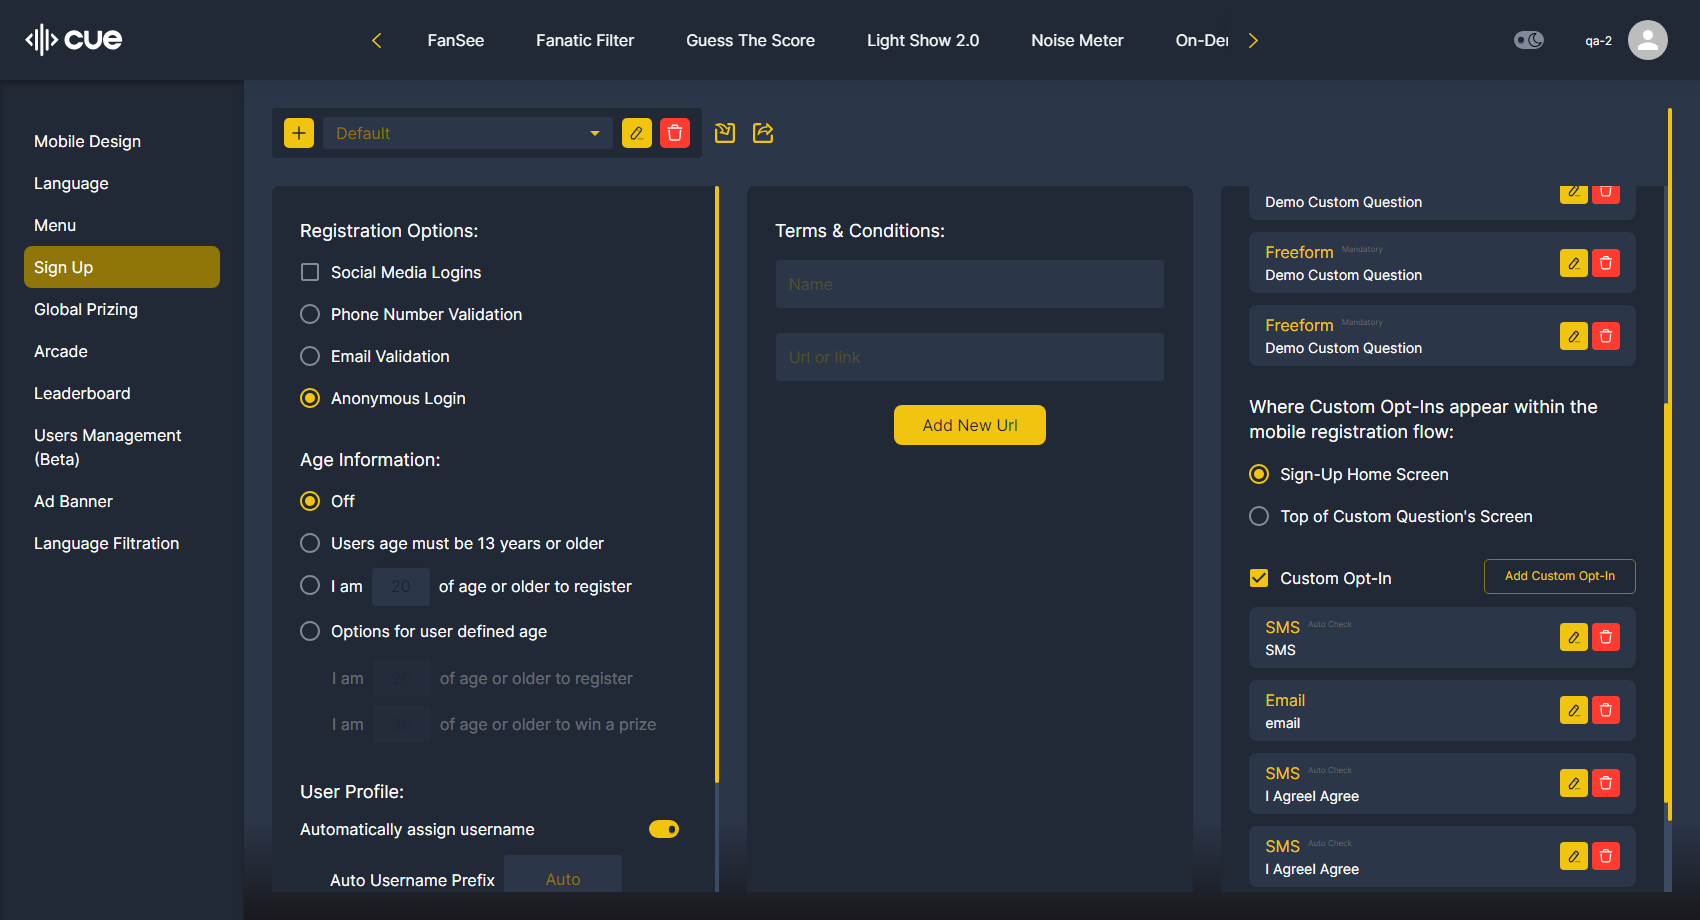 cue
FanSee
Fanatic Filter
Guess The Score
Light Show 2.0
Noise Meter
On-De
qa-2
Mobile Design
Language
Menu
Sign Up
Global Prizing
Arcade
Leaderboard
Users Management
(Beta)
Ad Banner
Language Filtration
Default
Registration Options:
Social Media Logins
Phone Number Validation
Email Validation
Anonymous Login
Age Information:
Off
Users age must be 13 years or older
I am 20 of age or older to register
Options for user defined age
I am 20 of age or older to register
I am of age or older to win a prize
User Profile:
Automatically assign username
Auto Username Prefix Auto
Terms & Conditions:
Name
Url or link
Add New Url
Demo Custom Question
Freeform Mandatory
Demo Custom Question
Freeform Mandatory
Demo Custom Question
Where Custom Opt-Ins appear within the
mobile registration flow:
Sign-Up Home Screen
Top of Custom Question's Screen
Custom Opt-In
Add Custom Opt-In
SMS Auto Check
SMS
Email
email
SMS Auto Check
I AgreeI Agree
SMS Auto Check
I AgreeI Agree